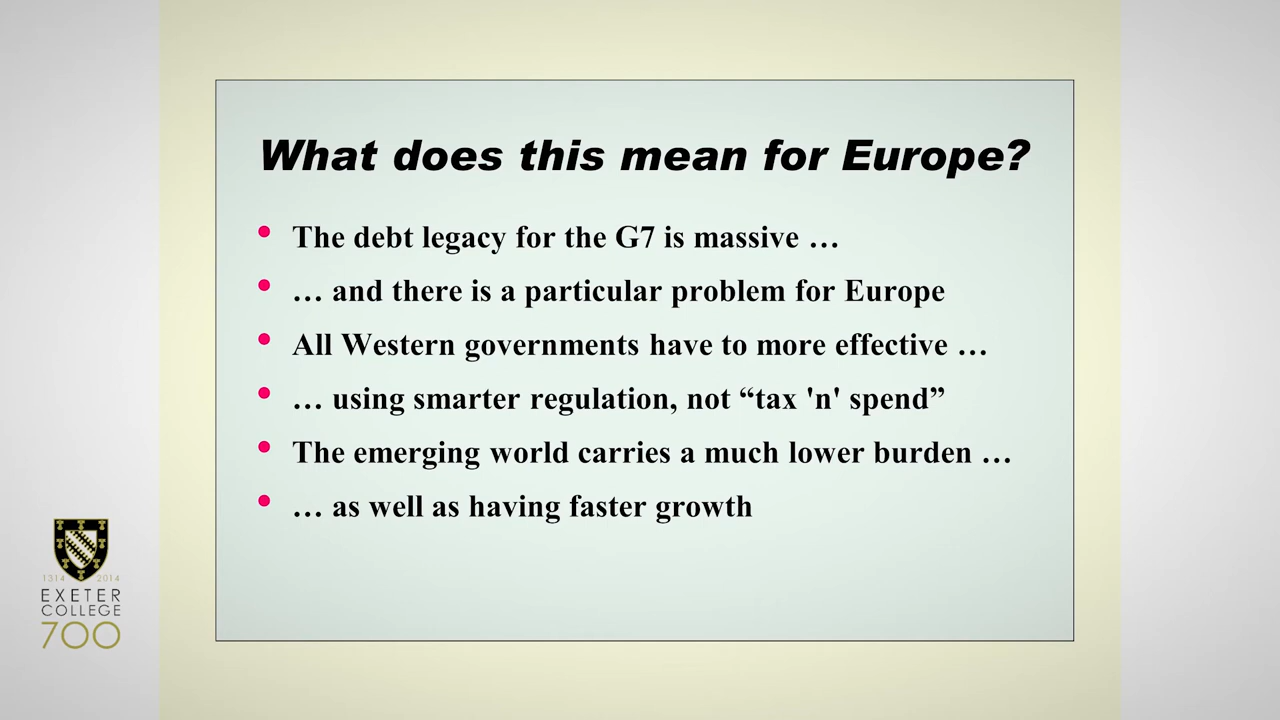 What does this mean for Europe?
The debt legacy for the G7 is massive …
… and there is a particular problem for Europe
All Western governments have to more effective …
… using smarter regulation, not “tax 'n' spend”
The emerging world carries a much lower burden …
… as well as having faster growth
1314 2014
EXETER
COLLEGE
700